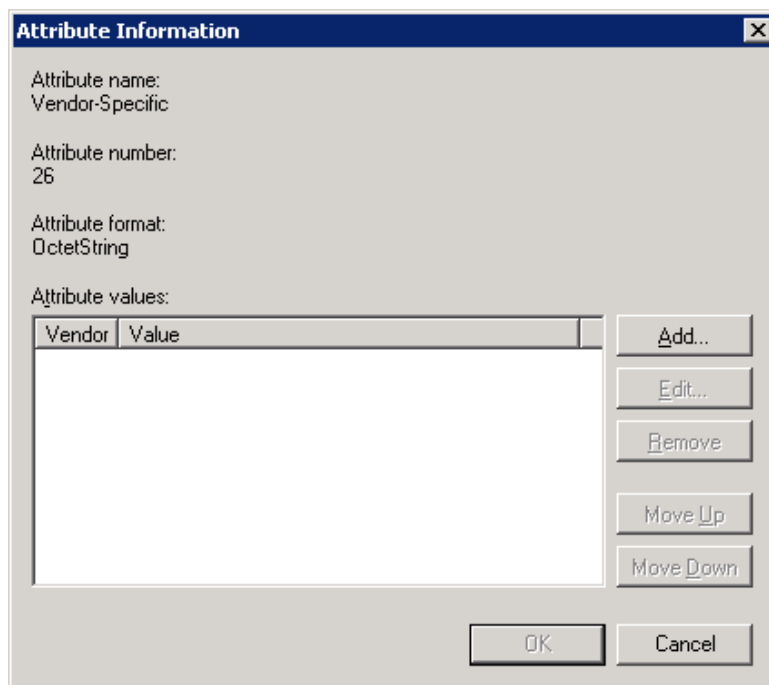 Attribute Information
Attribute name:
Vendor-Specific
Attribute number:
26
Attribute format:
OctetString
Attribute values:
Vendor Value
Add...
Edit...
Remove
Move Up
Move Down
OK Cancel